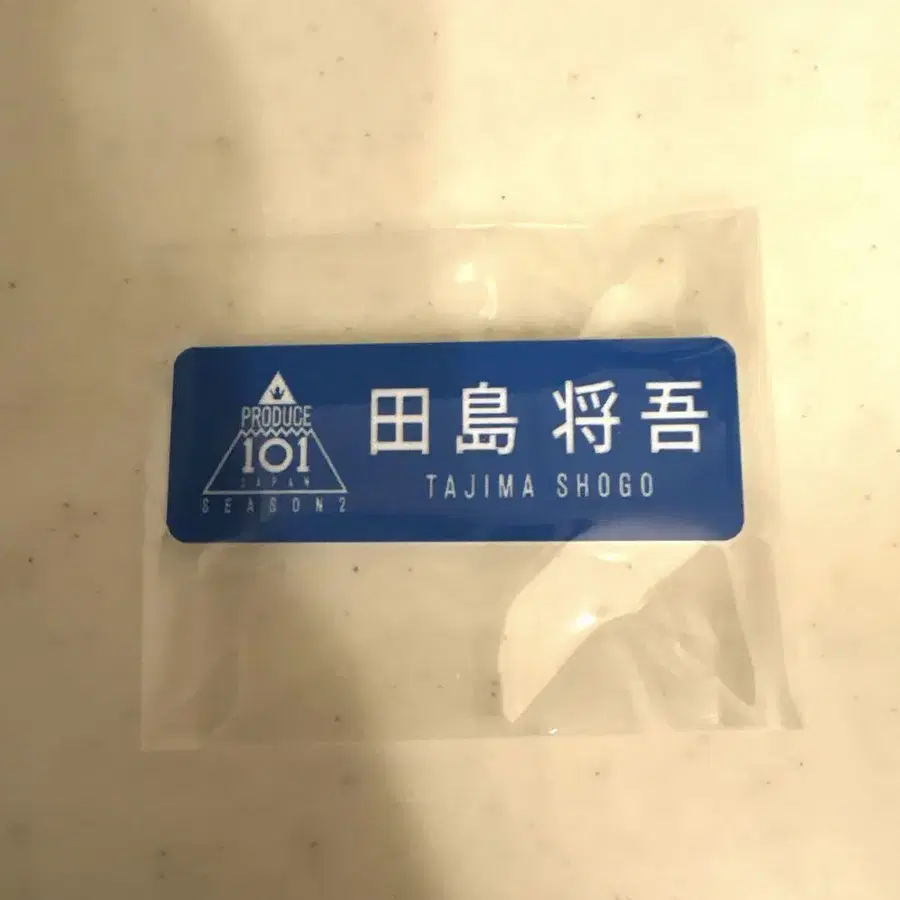 PRODUCE
101
JAPAN
SEASON2
田島 将吾
TAJIMA SHOGO